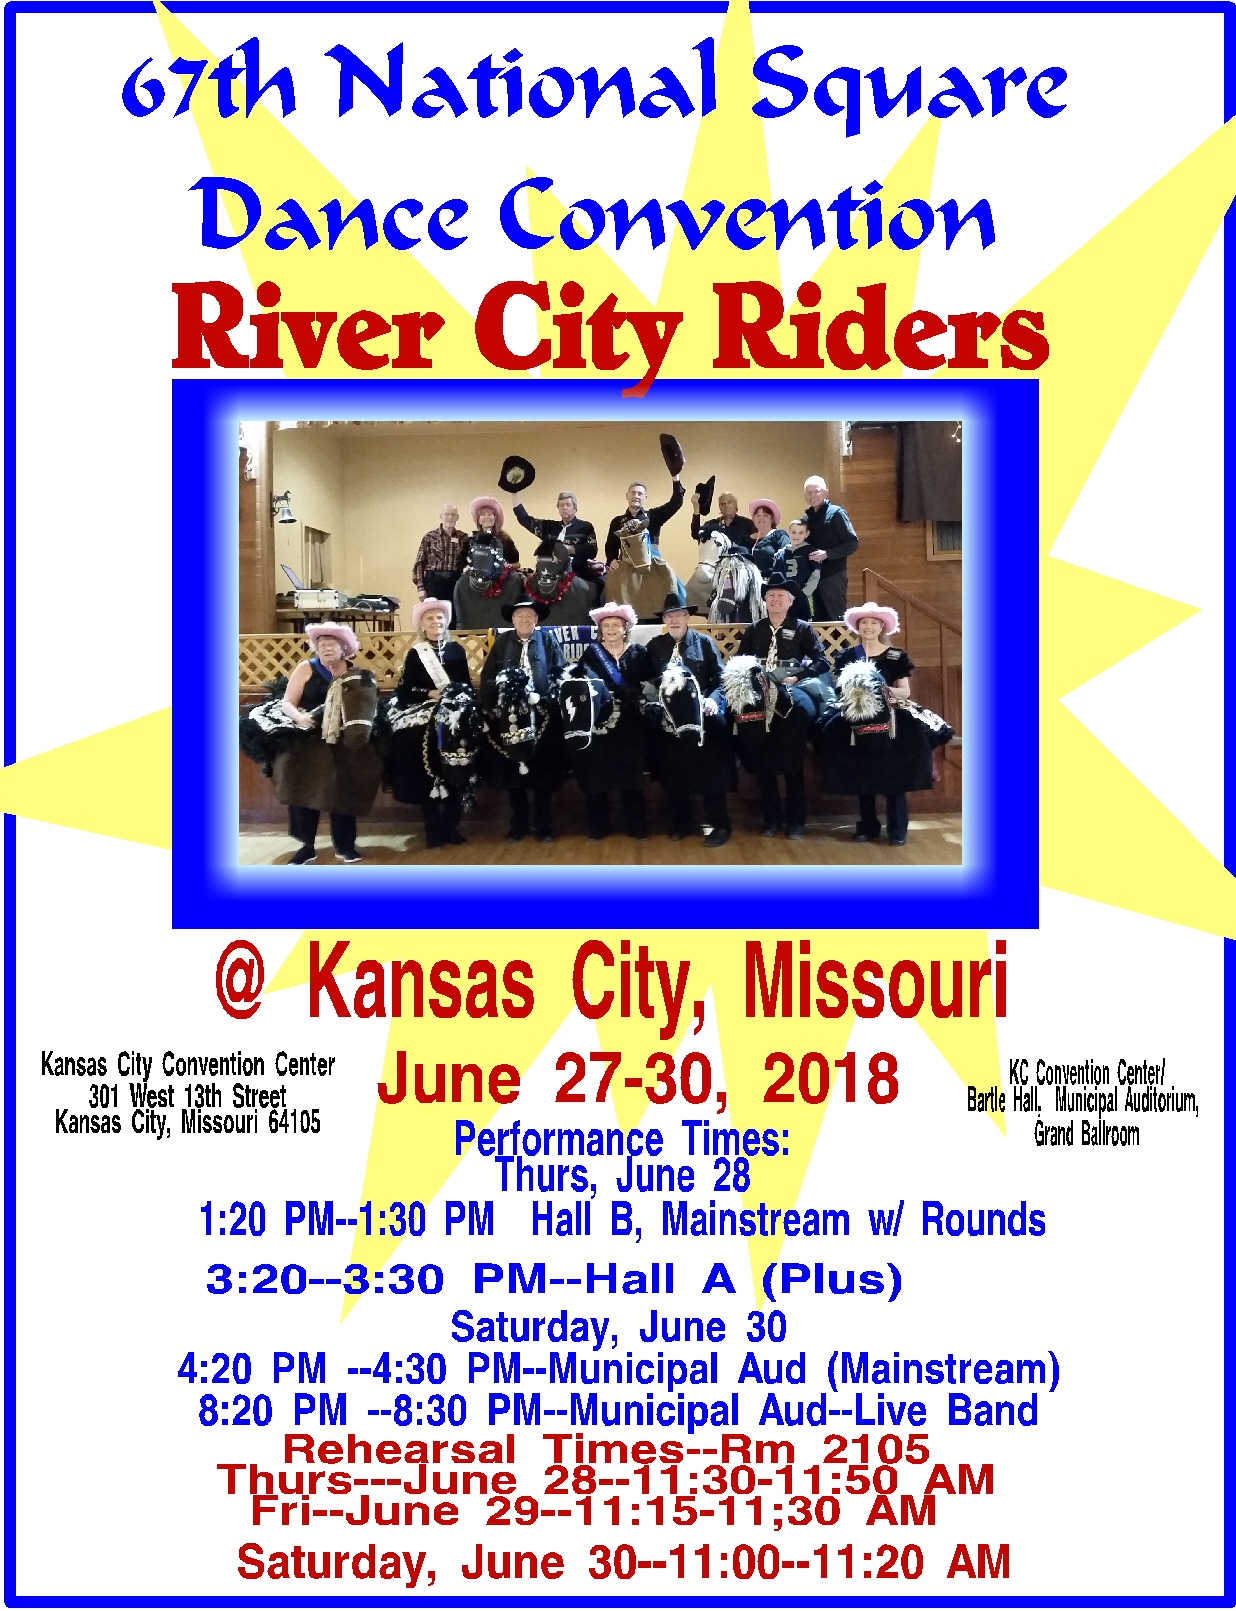 67th National Square
Dance Convention
River City Riders
@ Kansas City, Missouri
Kansas City Convention Center
301 West 13th Street
Kansas City, Missouri 64105
June 27-30, 2018
KC Convention Center/
Bartle Hall, Municipal Auditorium,
Grand Ballroom
Performance Times:
Thurs, June 28
1:20 PM--1:30 PM Hall B, Mainstream w/ Rounds
3:20--3:30 PM--Hall A (Plus)
Saturday, June 30
4:20 PM --4:30 PM--Municipal Aud (Mainstream)
8:20 PM --8:30 PM--Municipal Aud--Live Band
Rehearsal Times--Rm 2105
Thurs---June 28--11:30-11:50 AM
Fri--June 29--11:15-11;30 AM
Saturday, June 30--11:00--11:20 AM